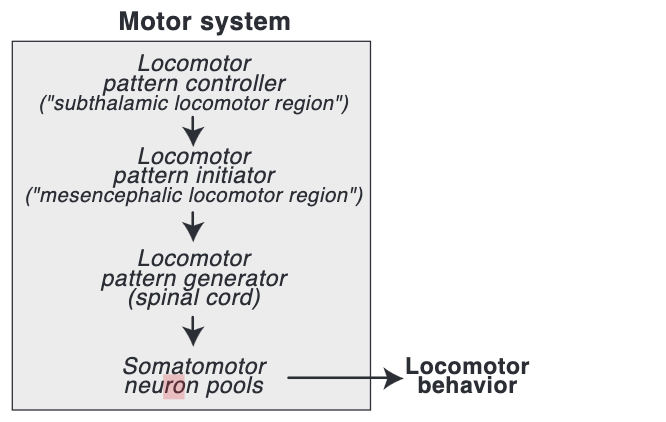 Motor system
Locomotor
pattern controller
("subthalamic locomotor region")
Locomotor
pattern initiator
("mesencephalic locomotor region")
Locomotor
pattern generator
(spinal cord)
Somatomotor
neuron pools
Locomotor
behavior